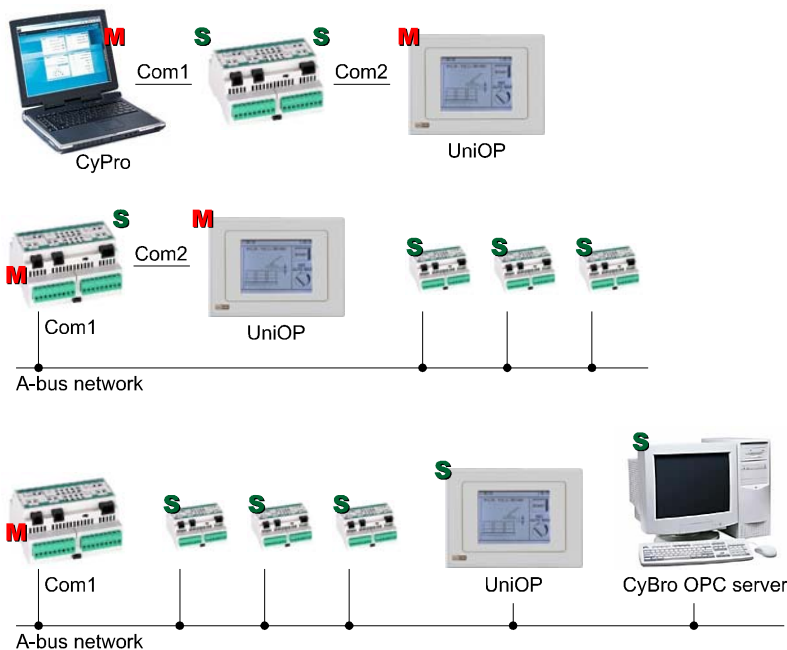 M S S M
Com1 Com2
CyPro
UniOP
S M
Com2
M
S S S
Com1
UniOP
A-bus network
S S
S S S
M
Com1
UniOP
CyBro OPC server
A-bus network